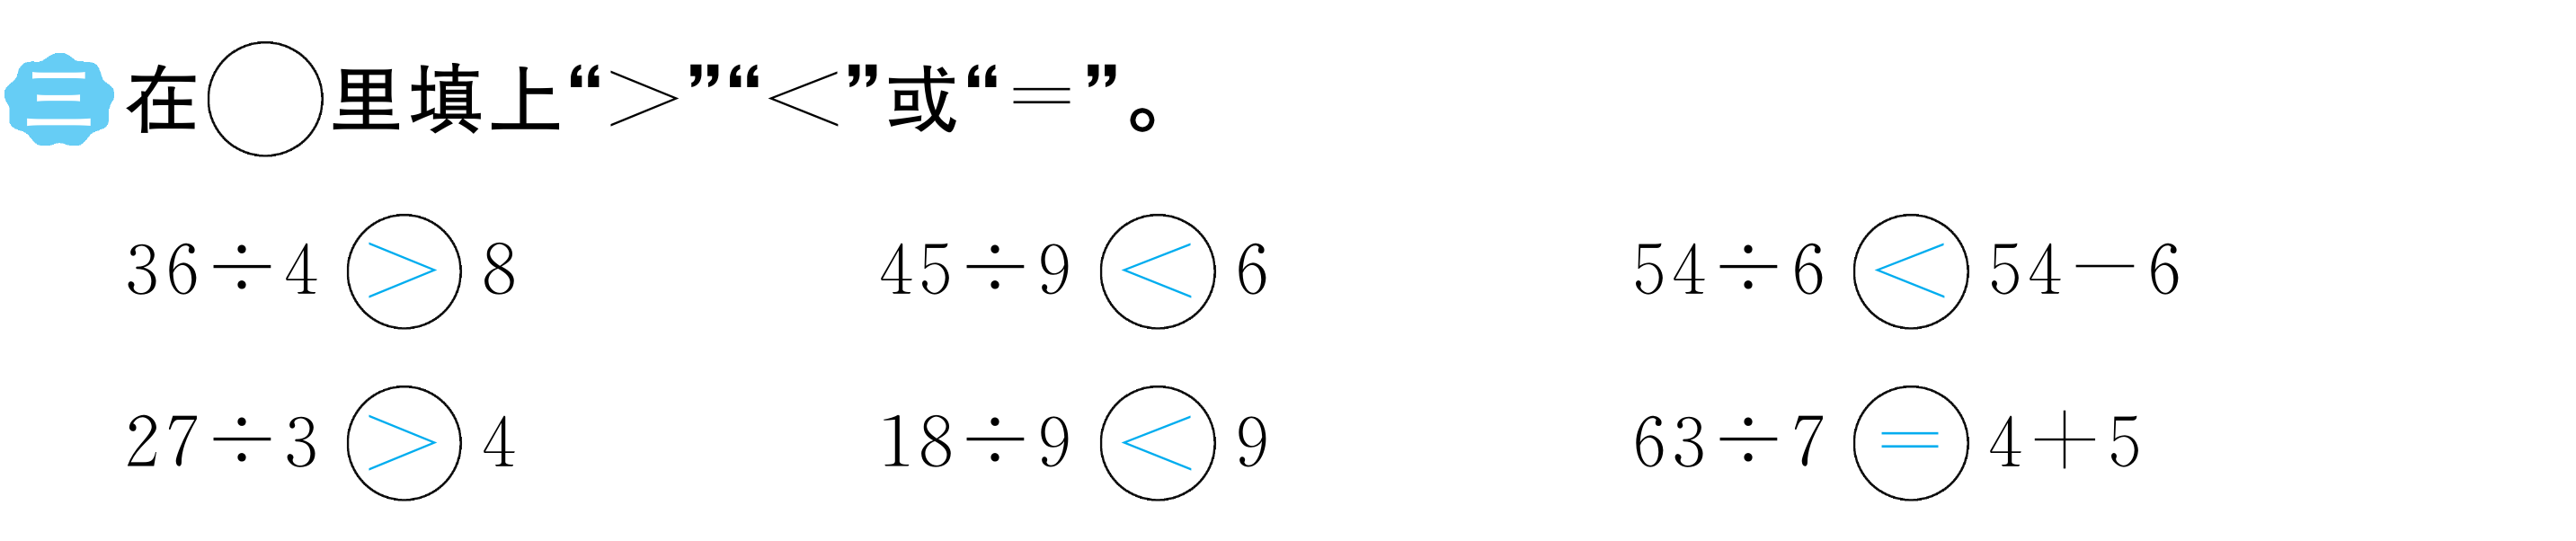 三 在○里填上“>”“<”或“=”。
36÷4 > 8 45÷9 < 6 54÷6 < 54-6
27÷3 > 4 18÷9 < 9 63÷7 = 4+5